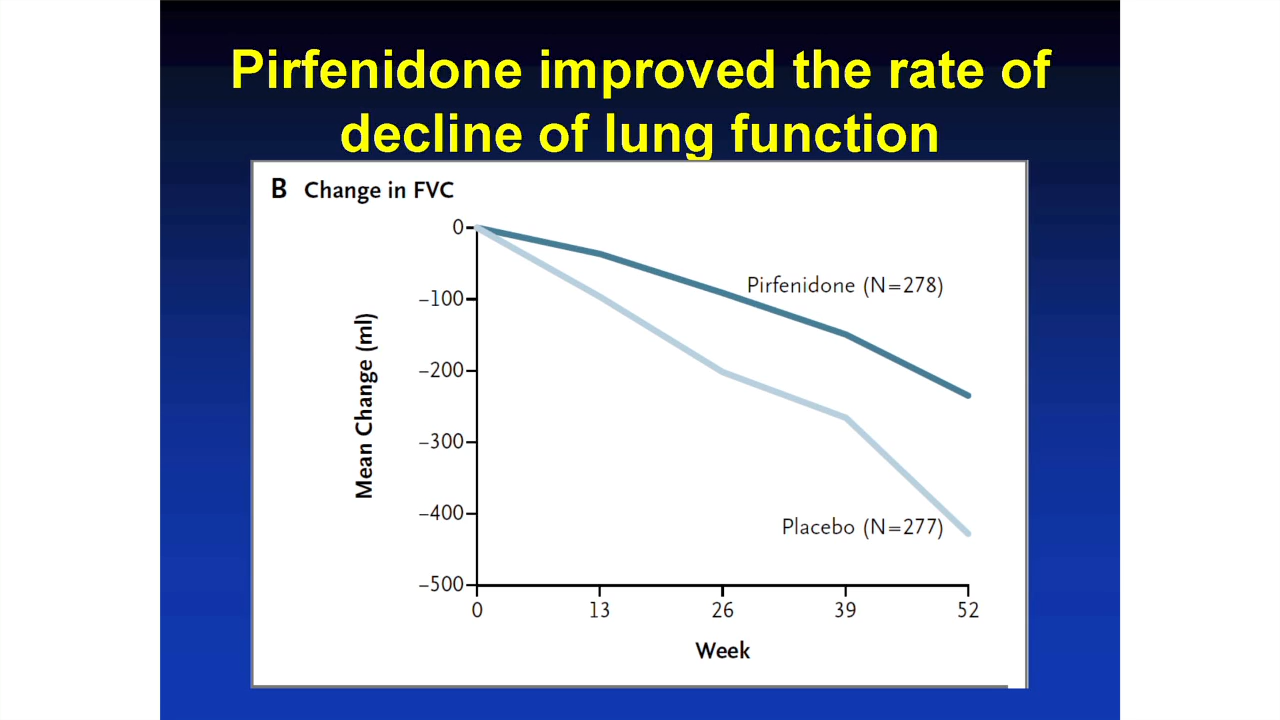 Pirfenidone improved the rate of
decline of lung function
B Change in FVC
0
–100
–200
–300
–400
–500
Mean Change (ml)
Pirfenidone (N=278)
Placebo (N=277)
0 13 26 39 52
Week